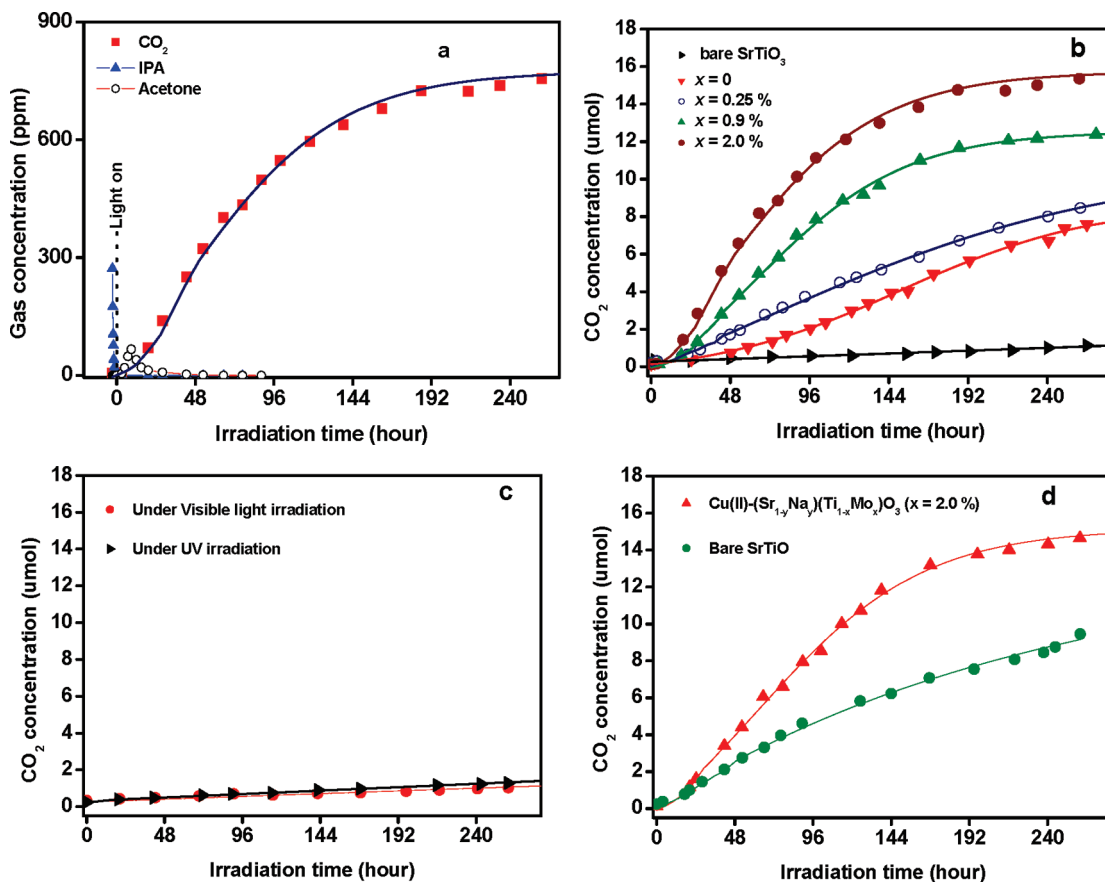 a
Gas concentration (ppm)
900
600
300
0
CO₂
IPA
Acetone
Light on
0 48 96 144 192 240
Irradiation time (hour)
b
CO₂ concentration (umol)
18
16
14
12
10
8
6
4
2
0
bare SrTiO₃
x = 0
x = 0.25 %
x = 0.9 %
x = 2.0 %
0 48 96 144 192 240
Irradiation time (hour)
c
CO₂ concentration (umol)
18
16
14
12
10
8
6
4
2
0
Under Visible light irradiation
Under UV irradiation
0 48 96 144 192 240
Irradiation time (hour)
d
CO₂ concentration (umol)
18
16
14
12
10
8
6
4
2
0
Cu(II)-(Sr₁₋yNay)(Ti₁₋ₓMoₓ)O₃ (x = 2.0 %)
Bare SrTiO
0 48 96 144 192 240
Irradiation time (hour)